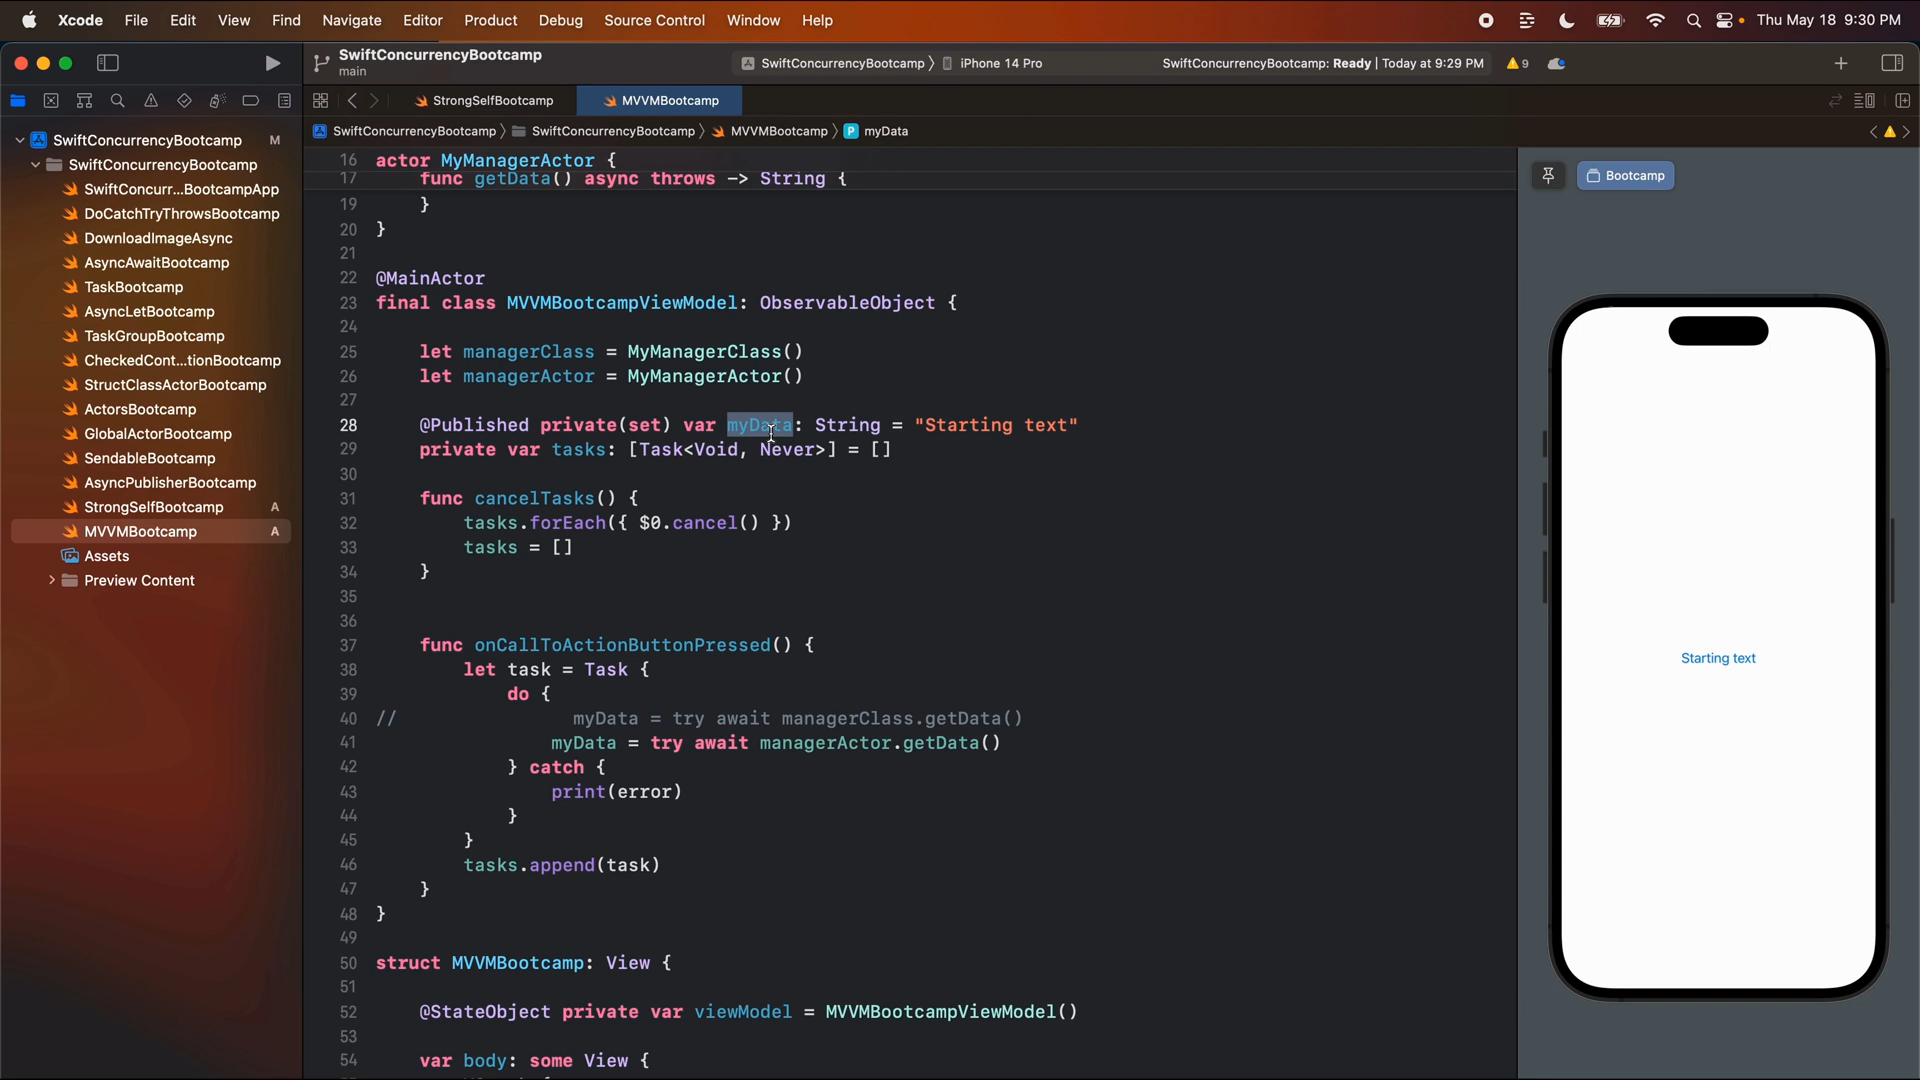 Xcode File Edit View Find Navigate Editor Product Debug Source Control Window Help Thu May 18 9:30 PM
SwiftConcurrencyBootcamp
main
SwiftConcurrencyBootcamp 〉 iPhone 14 Pro SwiftConcurrencyBootcamp: Ready | Today at 9:29 PM 9
StrongSelfBootcamp MVVMBootcamp
SwiftConcurrencyBootcamp 〉 SwiftConcurrencyBootcamp 〉 MVVMBootcamp 〉 P myData
SwiftConcurrencyBootcamp M
SwiftConcurrencyBootcamp
SwiftConcurr...BootcampApp
DoCatchTryThrowsBootcamp
DownloadImageAsync
AsyncAwaitBootcamp
TaskBootcamp
AsyncLetBootcamp
TaskGroupBootcamp
CheckedCont...tionBootcamp
StructClassActorBootcamp
ActorsBootcamp
GlobalActorBootcamp
SendableBootcamp
AsyncPublisherBootcamp
StrongSelfBootcamp A
MVVMBootcamp A
Assets
Preview Content
16 actor MyManagerActor {
17 func getData() async throws -> String {
19 }
20 }
21
22 @MainActor
23 final class MVVMBootcampViewModel: ObservableObject {
24
25 let managerClass = MyManagerClass()
26 let managerActor = MyManagerActor()
27
28 @Published private(set) var myData: String = "Starting text"
29 private var tasks: [Task<Void, Never>] = []
30
31 func cancelTasks() {
32 tasks.forEach({ $0.cancel() })
33 tasks = []
34 }
35
36
37 func onCallToActionButtonPressed() {
38 let task = Task {
39 do {
40 // myData = try await managerClass.getData()
41 myData = try await managerActor.getData()
42 } catch {
43 print(error)
44 }
45 }
46 tasks.append(task)
47 }
48 }
49
50 struct MVVMBootcamp: View {
51
52 @StateObject private var viewModel = MVVMBootcampViewModel()
53
54 var body: some View {
Bootcamp
Starting text